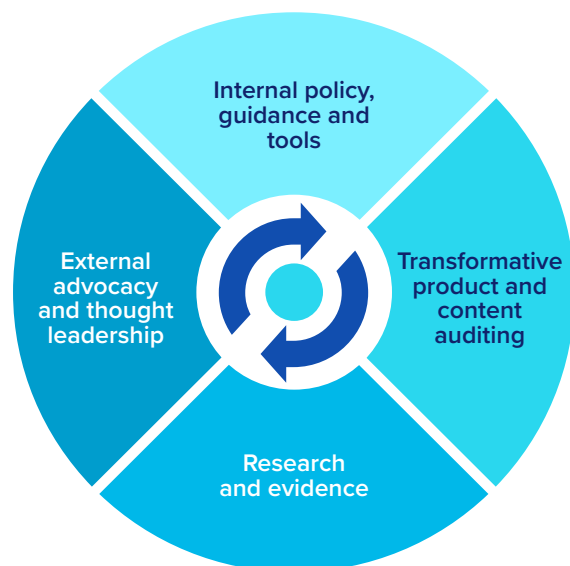 Internal policy,
guidance and
tools
Transformative
product and
content
auditing
Research
and evidence
External
advocacy
and thought
leadership